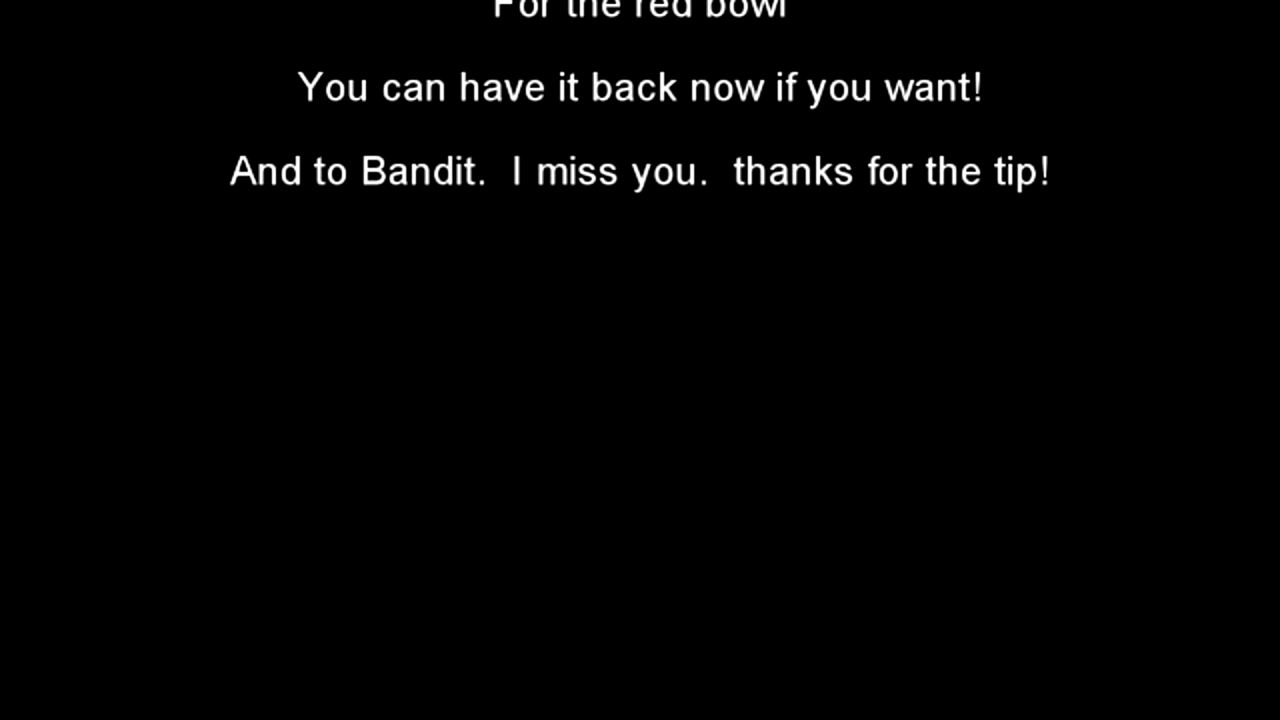 For the red bowl
You can have it back now if you want!
And to Bandit.  I miss you.  thanks for the tip!